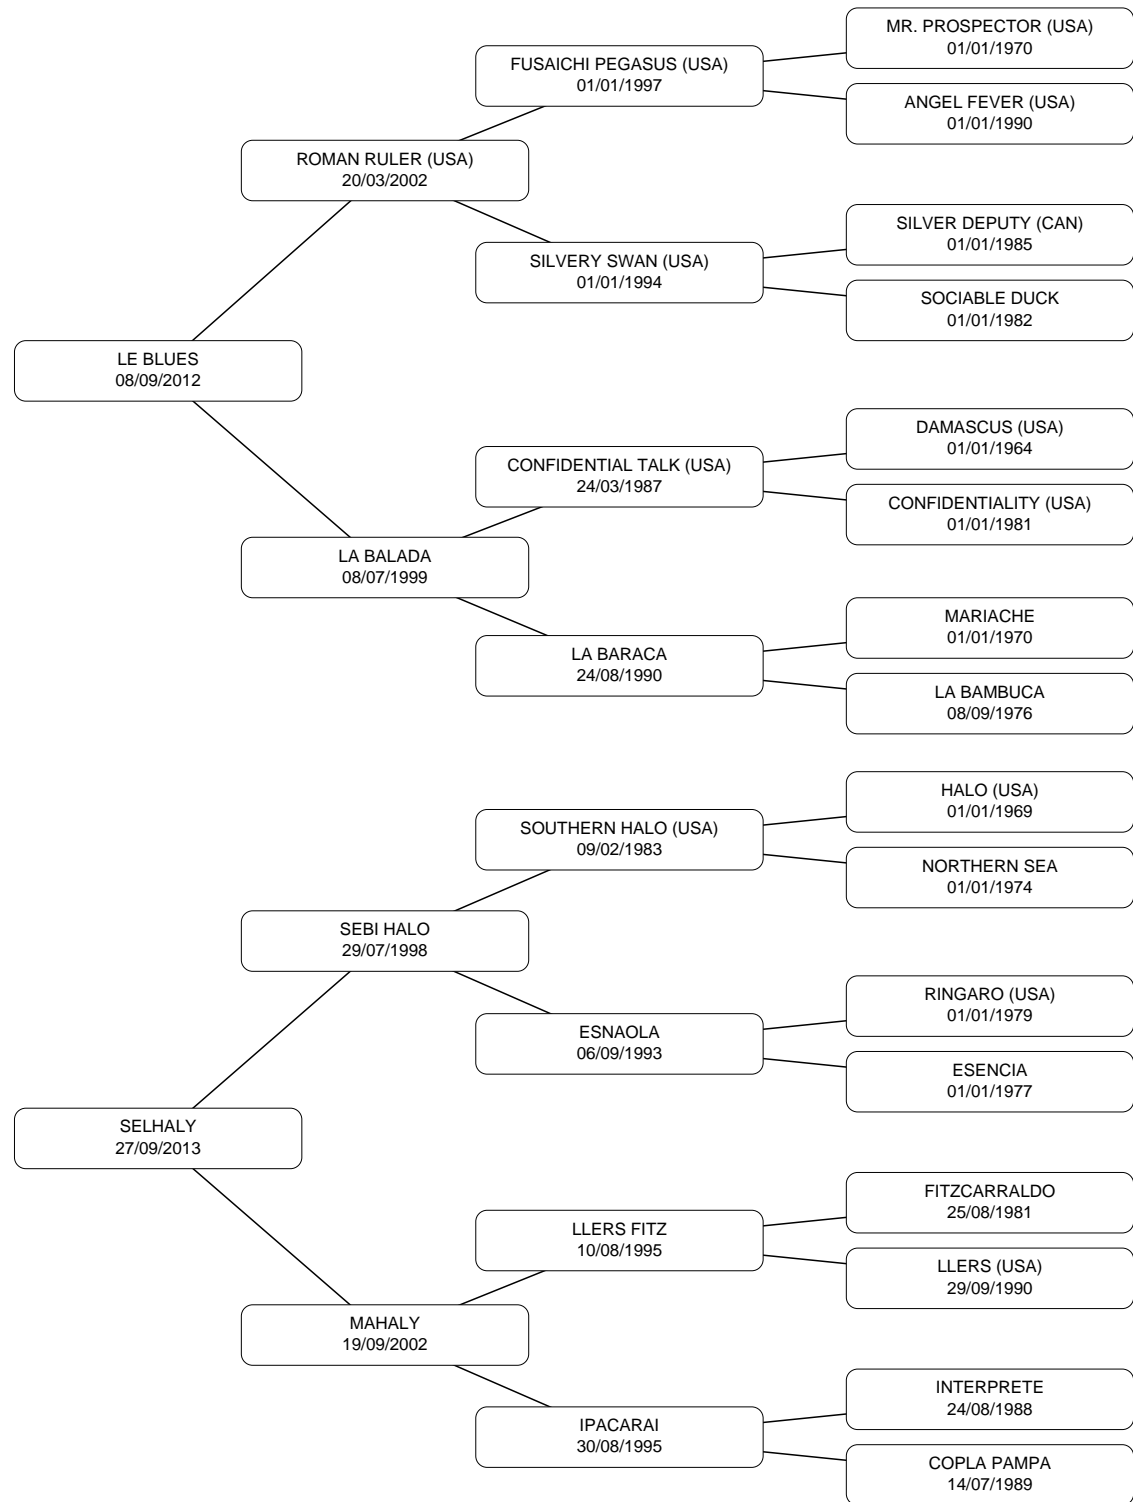 MR. PROSPECTOR (USA)
01/01/1970
FUSAICHI PEGASUS (USA)
01/01/1997
ANGEL FEVER (USA)
01/01/1990
ROMAN RULER (USA)
20/03/2002
SILVER DEPUTY (CAN)
01/01/1985
SILVERY SWAN (USA)
01/01/1994
SOCIABLE DUCK
01/01/1982
LE BLUES
08/09/2012
DAMASCUS (USA)
01/01/1964
CONFIDENTIAL TALK (USA)
24/03/1987
CONFIDENTIALITY (USA)
01/01/1981
LA BALADA
08/07/1999
MARIACHE
01/01/1970
LA BARACA
24/08/1990
LA BAMBUCA
08/09/1976
HALO (USA)
01/01/1969
SOUTHERN HALO (USA)
09/02/1983
NORTHERN SEA
01/01/1974
SEBI HALO
29/07/1998
RINGARO (USA)
01/01/1979
ESNAOLA
06/09/1993
ESENCIA
01/01/1977
SELHALY
27/09/2013
FITZCARRALDO
25/08/1981
LLERS FITZ
10/08/1995
LLERS (USA)
29/09/1990
MAHALY
19/09/2002
INTERPRETE
24/08/1988
IPACARAI
30/08/1995
COPLA PAMPA
14/07/1989